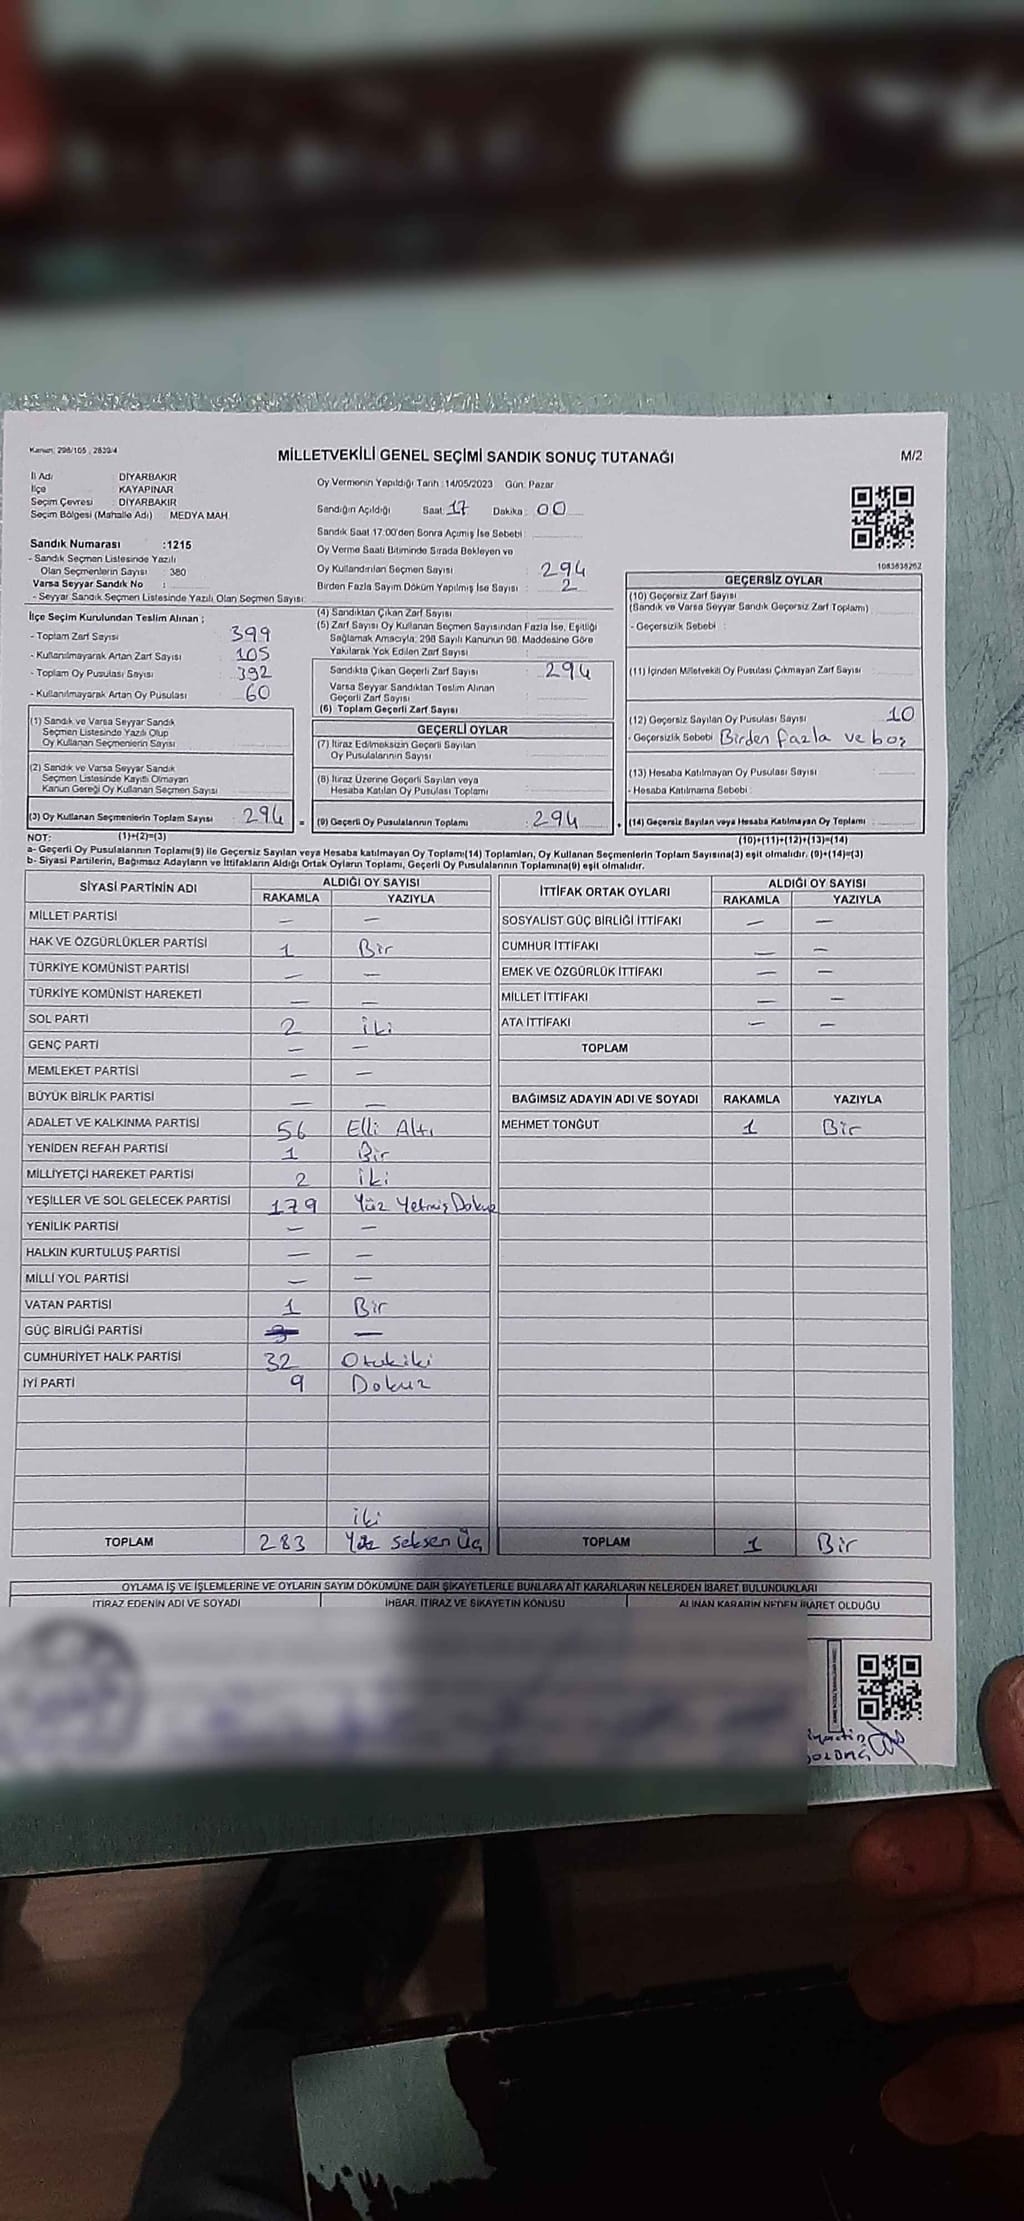 Kanun: 298/105 , 2839/4
MİLLETVEKİLİ GENEL SEÇİMİ SANDIK SONUÇ TUTANAĞI
M/2
İl Adı : DİYARBAKIR
İlçe : KAYAPINAR
Seçim Çevresi : DİYARBAKIR
Seçim Bölgesi (Mahalle Adı) : MEDYA MAH.
Oy Vermenin Yapıldığı Tarih :14/05/2023 Gün: Pazar
Sandığın Açıldığı Saat: 17 Dakika : 00
Sandık Saat 17:00'den Sonra Açımış İse Sebebi :
Oy Verme Saati Bitiminde Sırada Bekleyen ve
Oy Kullandırılan Seçmen Sayısı 294
Birden Fazla Sayım Döküm Yapılmış İse Sayısı : 2
Sandık Numarası :1215
- Sandık Seçmen Listesinde Yazılı
Olan Seçmenlerin Sayısı : 380
Varsa Seyyar Sandık No :
- Seyyar Sandık Seçmen Listesinde Yazılı Olan Seçmen Sayısı:
İlçe Seçim Kurulundan Teslim Alınan ;
- Toplam Zarf Sayısı 399
- Kullanılmayarak Artan Zarf Sayısı 105
- Toplam Oy Pusulası Sayısı 392
- Kullanılmayarak Artan Oy Pusulası 60
(4) Sandıktan Çıkan Zarf Sayısı
(5) Zarf Sayısı Oy Kullanan Seçmen Sayısından Fazla İse, Eşitliği
Sağlamak Amacıyla; 298 Sayılı Kanunun 98. Maddesine Göre
Yakılarak Yok Edilen Zarf Sayısı
Sandıkta Çıkan Geçerli Zarf Sayısı 294
Varsa Seyyar Sandıktan Teslim Alınan
Geçerli Zarf Sayısı
(6) Toplam Geçerli Zarf Sayısı
1083838262
GEÇERSİZ OYLAR
(10) Geçersiz Zarf Sayısı
(Sandık ve Varsa Seyyar Sandık Geçersiz Zarf Toplamı)
- Geçersizlik Sebebi :
(11) İçinden Milletvekili Oy Pusulası Çıkmayan Zarf Sayısı
(12) Geçersiz Sayılan Oy Pusulası Sayısı 10
- Geçersizlik Sebebi : Birden fazla ve boş
(13) Hesaba Katılmayan Oy Pusulası Sayısı
- Hesaba Katılmama Sebebi :
(14) Geçersiz Sayılan veya Hesaba Katılmayan Oy Toplamı
(1) Sandık ve Varsa Seyyar Sandık
Seçmen Listesinde Yazılı Olup
Oy Kullanan Seçmenlerin Sayısı
(2) Sandık ve Varsa Seyyar Sandık
Seçmen Listesinde Kayıtlı Olmayan
Kanun Gereği Oy Kullanan Seçmen Sayısı
(3) Oy Kullanan Seçmenlerin Toplam Sayısı 294 =
GEÇERLİ OYLAR
(7) İtiraz Edilmeksizin Geçerli Sayılan
Oy Pusulalarının Sayısı
(8) İtiraz Üzerine Geçerli Sayılan veya
Hesaba Katılan Oy Pusulası Toplamı
(9) Geçerli Oy Pusulalarının Toplamı 294 +
NOT: (1)+(2)=(3) (10)+(11)+(12)+(13)=(14)
a- Geçerli Oy Pusulalarının Toplamı(9) ile Geçersiz Sayılan veya Hesaba katılmayan Oy Toplamı(14) Toplamları, Oy Kullanan Seçmenlerin Toplam Sayısına(3) eşit olmalıdır. (9)+(14)=(3)
b- Siyasi Partilerin, Bağımsız Adayların ve İttifakların Aldığı Ortak Oyların Toplamı, Geçerli Oy Pusulalarının Toplamına(9) eşit olmalıdır.
SİYASİ PARTİNİN ADI ALDIĞI OY SAYISI
RAKAMLA YAZIYLA
MİLLET PARTİSİ — —
HAK VE ÖZGÜRLÜKLER PARTİSİ 1 Bir
TÜRKİYE KOMÜNİST PARTİSİ — —
TÜRKİYE KOMÜNİST HAREKETİ — —
SOL PARTİ 2 iki
GENÇ PARTİ — —
MEMLEKET PARTİSİ — —
BÜYÜK BİRLİK PARTİSİ — —
ADALET VE KALKINMA PARTİSİ 56 Elli Altı
YENİDEN REFAH PARTİSİ 1 Bir
MİLLİYETÇİ HAREKET PARTİSİ 2 iki
YEŞİLLER VE SOL GELECEK PARTİSİ 179 Yüz Yetmiş Dokuz
YENİLİK PARTİSİ — —
HALKIN KURTULUŞ PARTİSİ — —
MİLLİ YOL PARTİSİ — —
VATAN PARTİSİ 1 Bir
GÜÇ BİRLİĞİ PARTİSİ —
CUMHURİYET HALK PARTİSİ 32 Otukiki
İYİ PARTİ 9 Dokuz
iki
TOPLAM 283 Yüz Seksen Üç
İTTİFAK ORTAK OYLARI ALDIĞI OY SAYISI
RAKAMLA YAZIYLA
SOSYALİST GÜÇ BİRLİĞİ İTTİFAKI — —
CUMHUR İTTİFAKI — —
EMEK VE ÖZGÜRLÜK İTTİFAKI — —
MİLLET İTTİFAKI — —
ATA İTTİFAKI — —
TOPLAM
BAĞIMSIZ ADAYIN ADI VE SOYADI RAKAMLA YAZIYLA
MEHMET TONĞUT 1 Bir
TOPLAM 1 Bir
OYLAMA İŞ VE İŞLEMLERİNE VE OYLARIN SAYIM DÖKÜMÜNE DAİR ŞİKAYETLERLE BUNLARA AİT KARARLARIN NELERDEN İBARET BULUNDUKLARI
İTİRAZ EDENİN ADI VE SOYADI İHBAR, İTİRAZ VE ŞİKAYETİN KONUSU ALINAN KARARIN NEDEN İBARET OLDUĞU